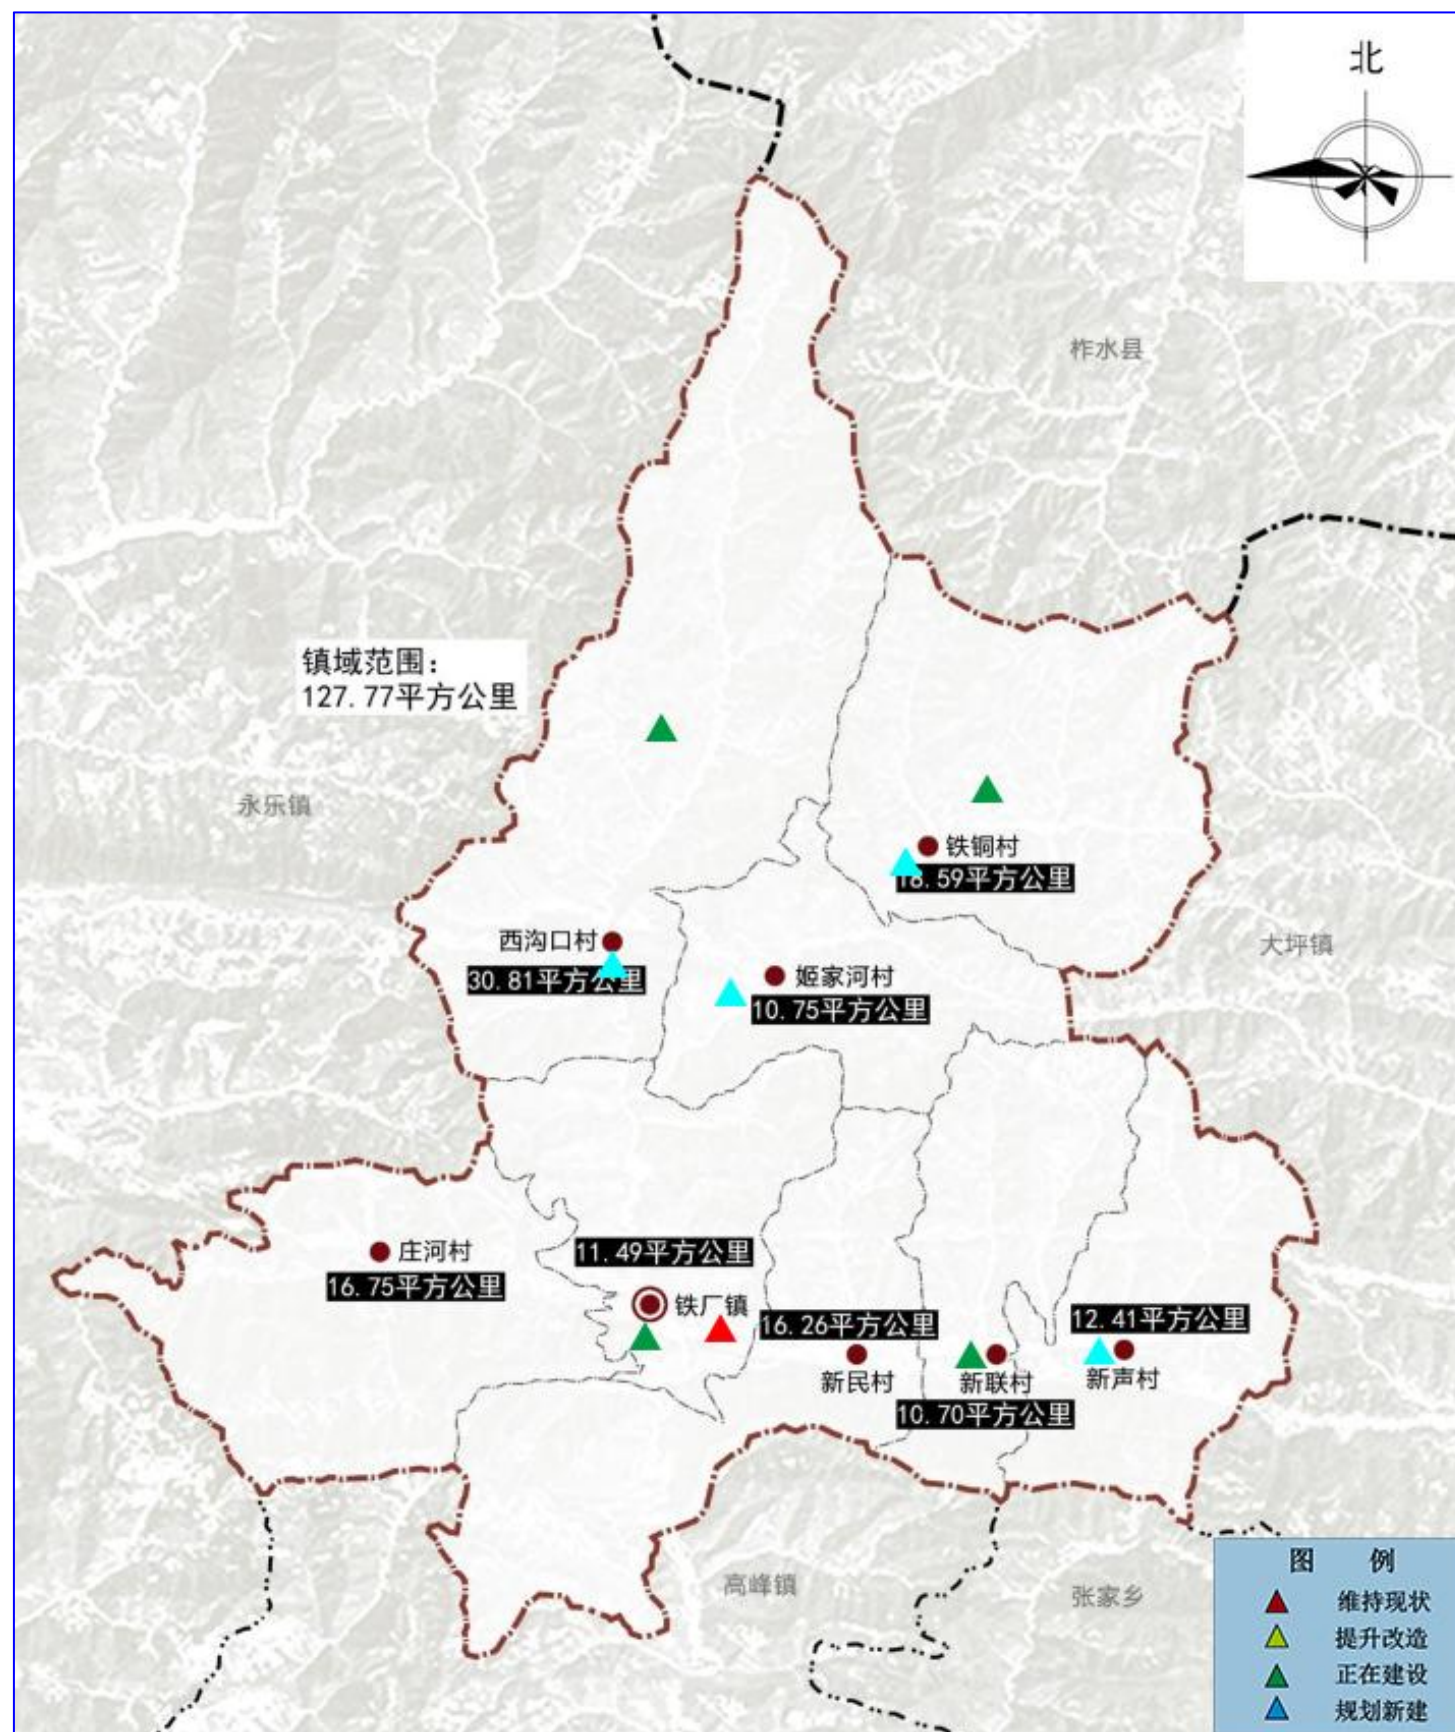 北
柞水县
镇域范围：
127.77平方公里
永乐镇
铁铜村
18.59平方公里
大坪镇
西沟口村
30.81平方公里
姬家河村
10.75平方公里
庄河村
16.75平方公里
11.49平方公里
铁厂镇
16.26平方公里
新民村
新联村
10.70平方公里
12.41平方公里
新声村
高峰镇
张家乡
图 例
维持现状
提升改造
正在建设
规划新建